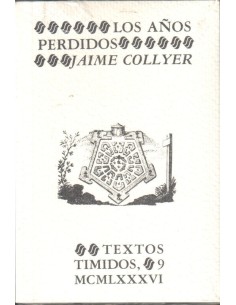 LOS AÑOS
PERDIDOS
JAIME COLLYER
TEXTOS
TIMIDOS, 9
MCMLXXXVI